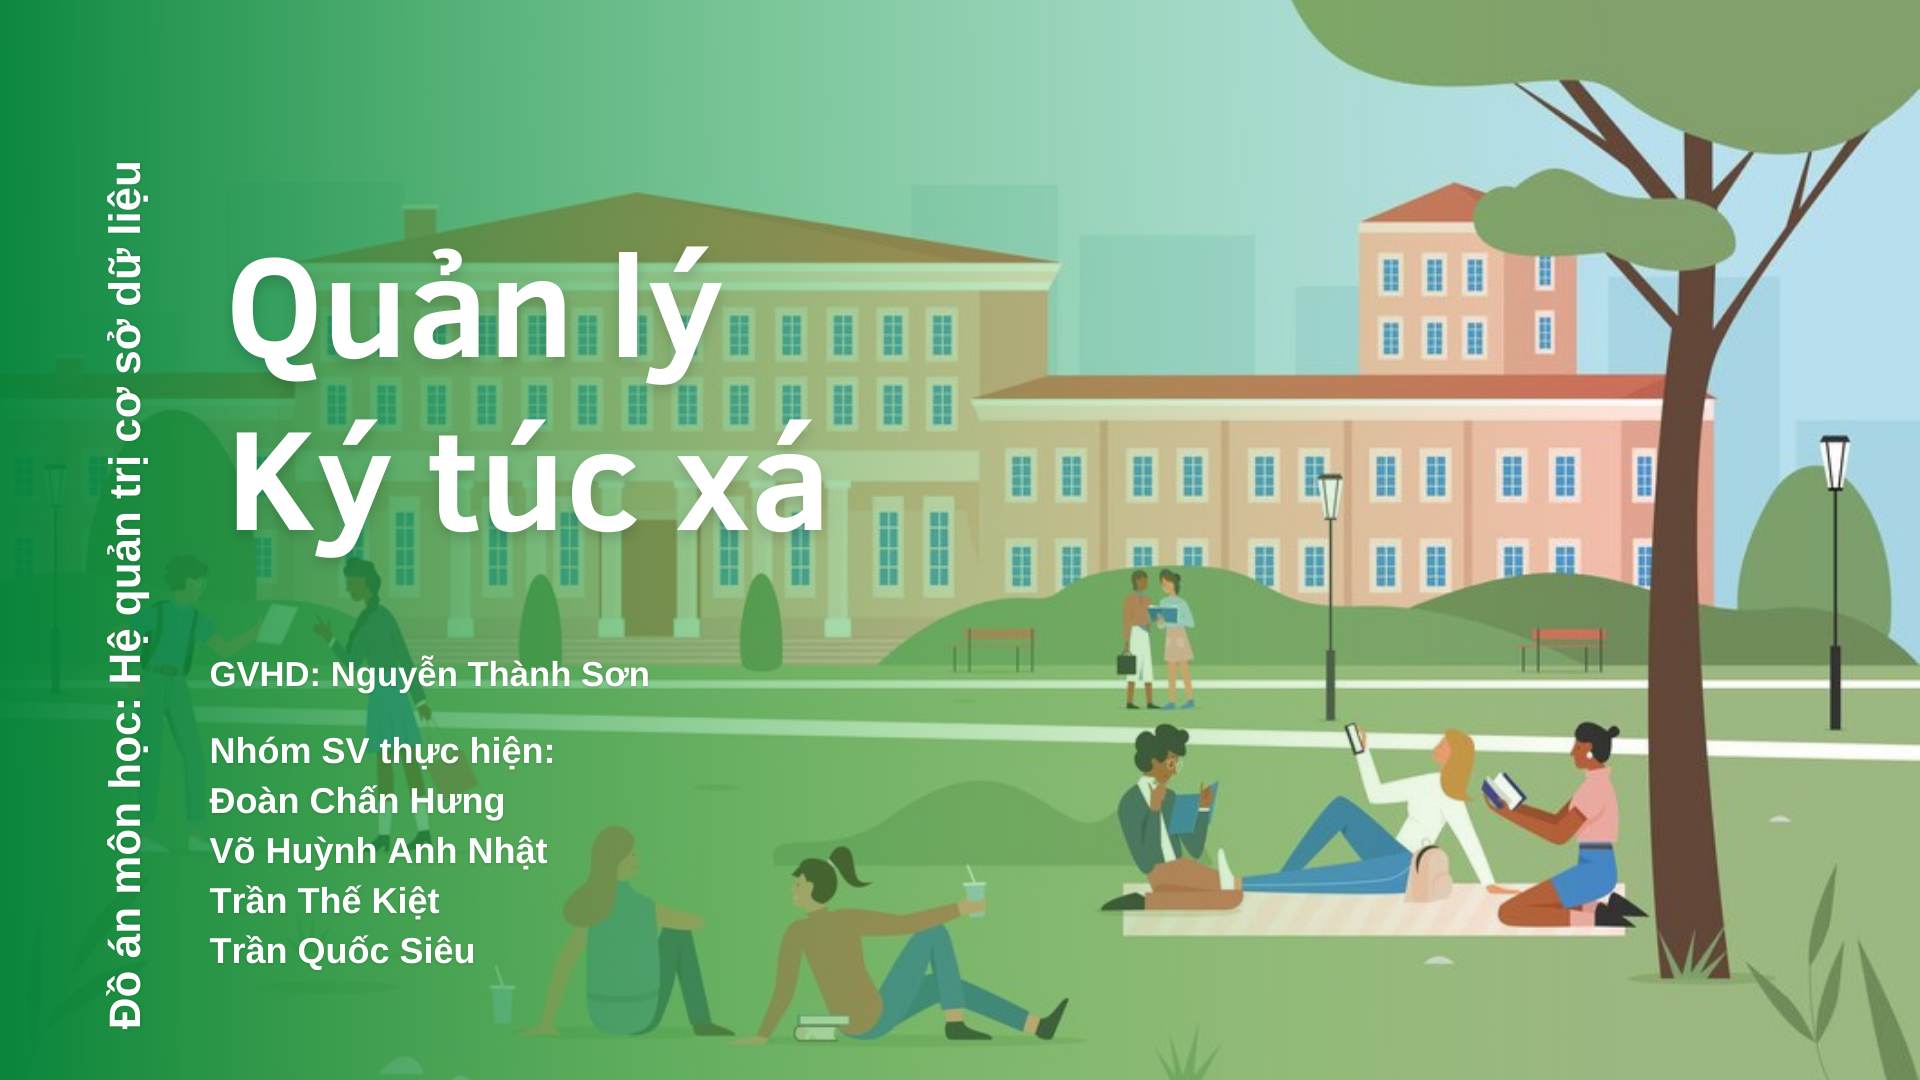 Đồ án môn học: Hệ quản trị cơ sở dữ liệu
Quản lý
Ký túc xá
GVHD: Nguyễn Thành Sơn
Nhóm SV thực hiện:
Đoàn Chấn Hưng
Võ Huỳnh Anh Nhật
Trần Thế Kiệt
Trần Quốc Siêu